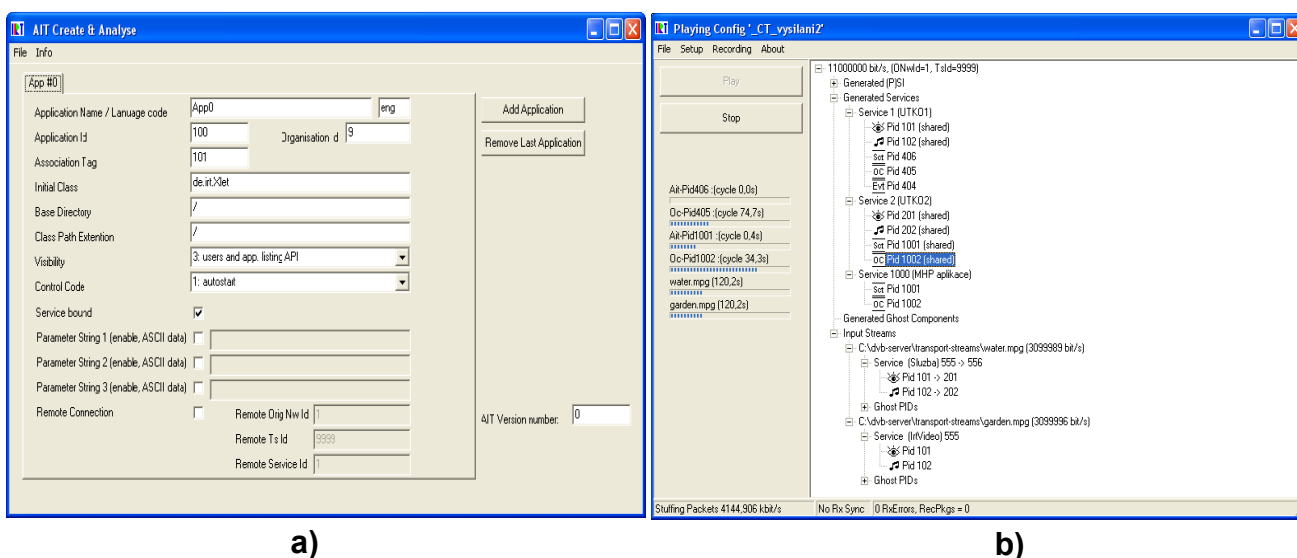 AIT Create & Analyse
File Info
App #0
Application Name / Lanuage code App0 eng
Application Id 100 Organisation d 9
Association Tag 101
Initial Class de.irt.Xlet
Base Directory /
Class Path Extention /
Visibility 3: users and app. listing API
Control Code 1: autostart
Service bound
Parameter String 1 (enable, ASCII data)
Parameter String 2 (enable, ASCII data)
Parameter String 3 (enable, ASCII data)
Remote Connection Remote Orig Nw Id 1
Remote Ts Id 9999
Remote Service Id 1
Add Application
Remove Last Application
AIT Version number: 0
a)
Playing Config '_CT_vysilani2'
File Setup Recording About
Play
Stop
Ait-Pid406 :(cycle 0,0s)
Oc-Pid405 :(cycle 74,7s)
Ait-Pid1001 :(cycle 0,4s)
Oc-Pid1002 :(cycle 34,3s)
water.mpg (120,2s)
garden.mpg (120,2s)
11000000 bit/s, (ONwId=1, TsId=9999)
Generated (P)SI
Generated Services
Service 1 (UTKO1)
Pid 101 (shared)
Pid 102 (shared)
Sct Pid 406
OC Pid 405
Evt Pid 404
Service 2 (UTKO2)
Pid 201 (shared)
Pid 202 (shared)
Sct Pid 1001 (shared)
OC Pid 1002 (shared)
Service 1000 (MHP aplikace)
Sct Pid 1001
OC Pid 1002
Generated Ghost Components
Input Streams
C:\dvb-server\transport-streams\water.mpg (3099989 bit/s)
Service (Sluzba) 555 -> 556
Pid 101 -> 201
Pid 102 -> 202
Ghost PIDs
C:\dvb-server\transport-streams\garden.mpg (3099996 bit/s)
Service (IrtVideo) 555
Pid 101
Pid 102
Ghost PIDs
Stuffing Packets 4144,906 kbit/s No Rx Sync 0 RxErrors, RecPkgs = 0
b)